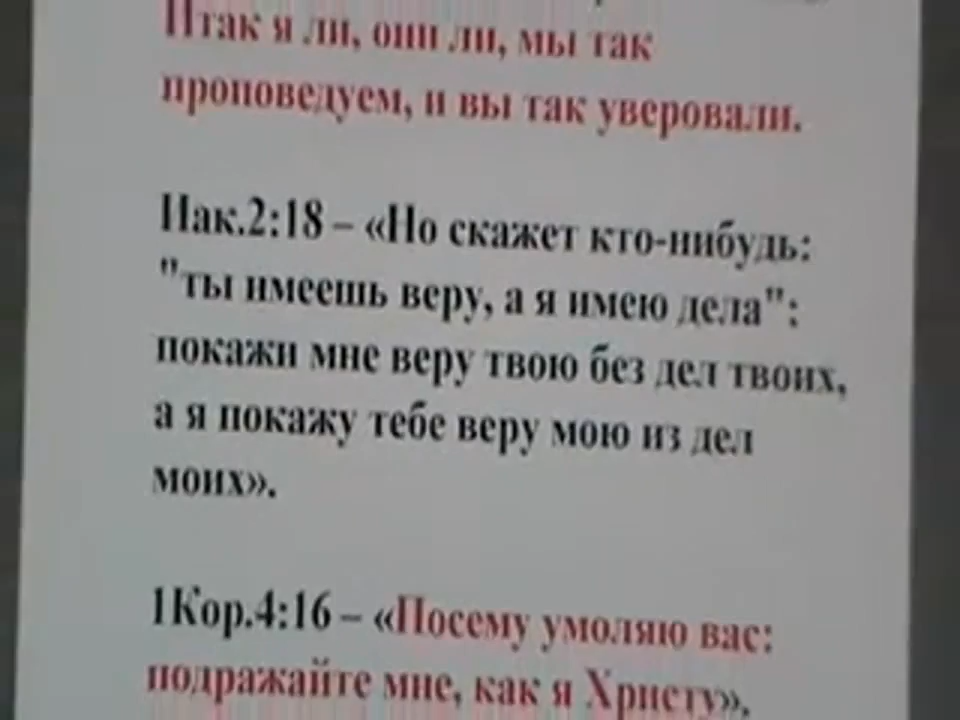 Итак я ли, они ли, мы так
проповедуем, и вы так уверовали.
Иак.2:18 – «Но скажет кто-нибудь:
"ты имеешь веру, а я имею дела":
покажи мне веру твою без дел твоих,
а я покажу тебе веру мою из дел
моих».
1Кор.4:16 – «Посему умоляю вас:
подражайте мне, как я Христу».